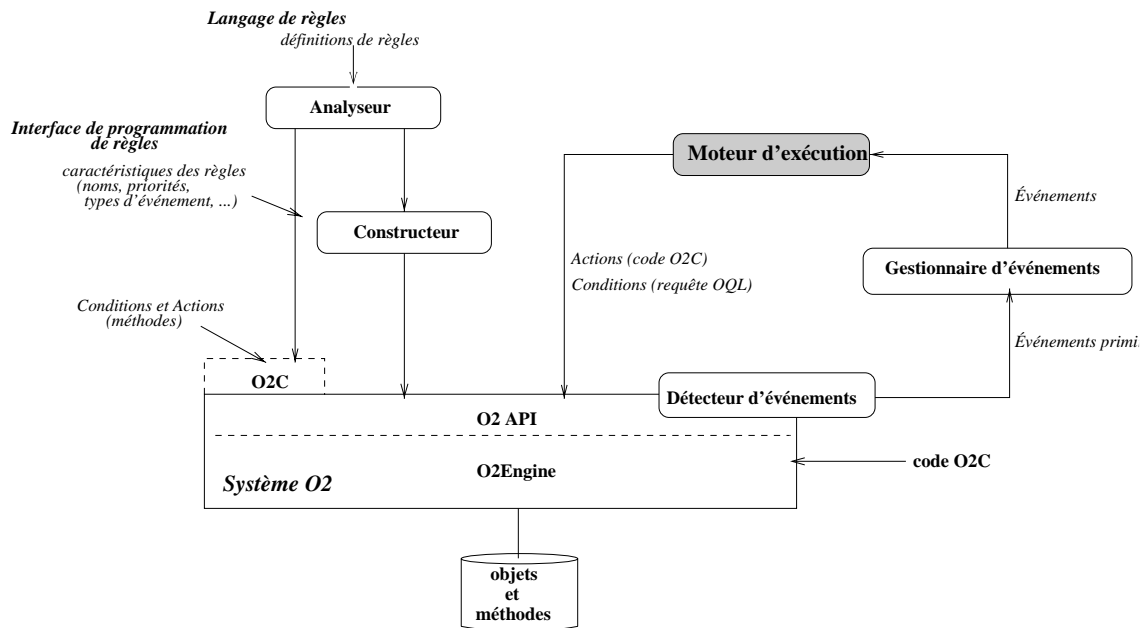 Langage de règles
définitions de règles
Analyseur
Interface de programmation
de règles
caractéristiques des règles
(noms, priorités,
types d'événement, ...)
Constructeur
Conditions et Actions
(méthodes)
Moteur d'exécution
Événements
Actions (code O2C)
Conditions (requête OQL)
Gestionnaire d'événements
Événements primi
O2C
Détecteur d'événements
O2 API
O2Engine
code O2C
Système O2
objets
et
méthodes